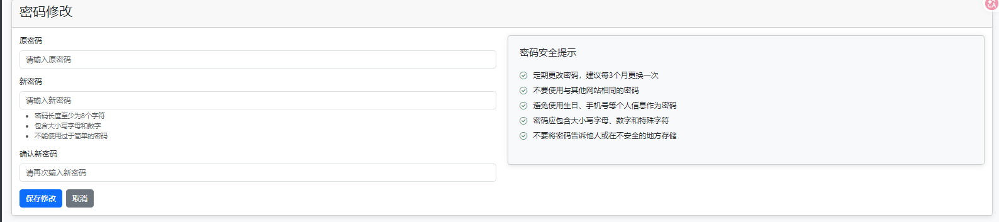 密码修改
原密码
请输入原密码
新密码
请输入新密码
密码长度至少为8个字符
包含大小写字母和数字
不能使用过于简单的密码
确认新密码
请再次输入新密码
保存修改 取消
密码安全提示
定期更改密码，建议每3个月更换一次
不要使用与其他网站相同的密码
避免使用生日、手机号等个人信息作为密码
密码应包含大小写字母、数字和特殊字符
不要将密码告诉他人或在不安全的地方存储